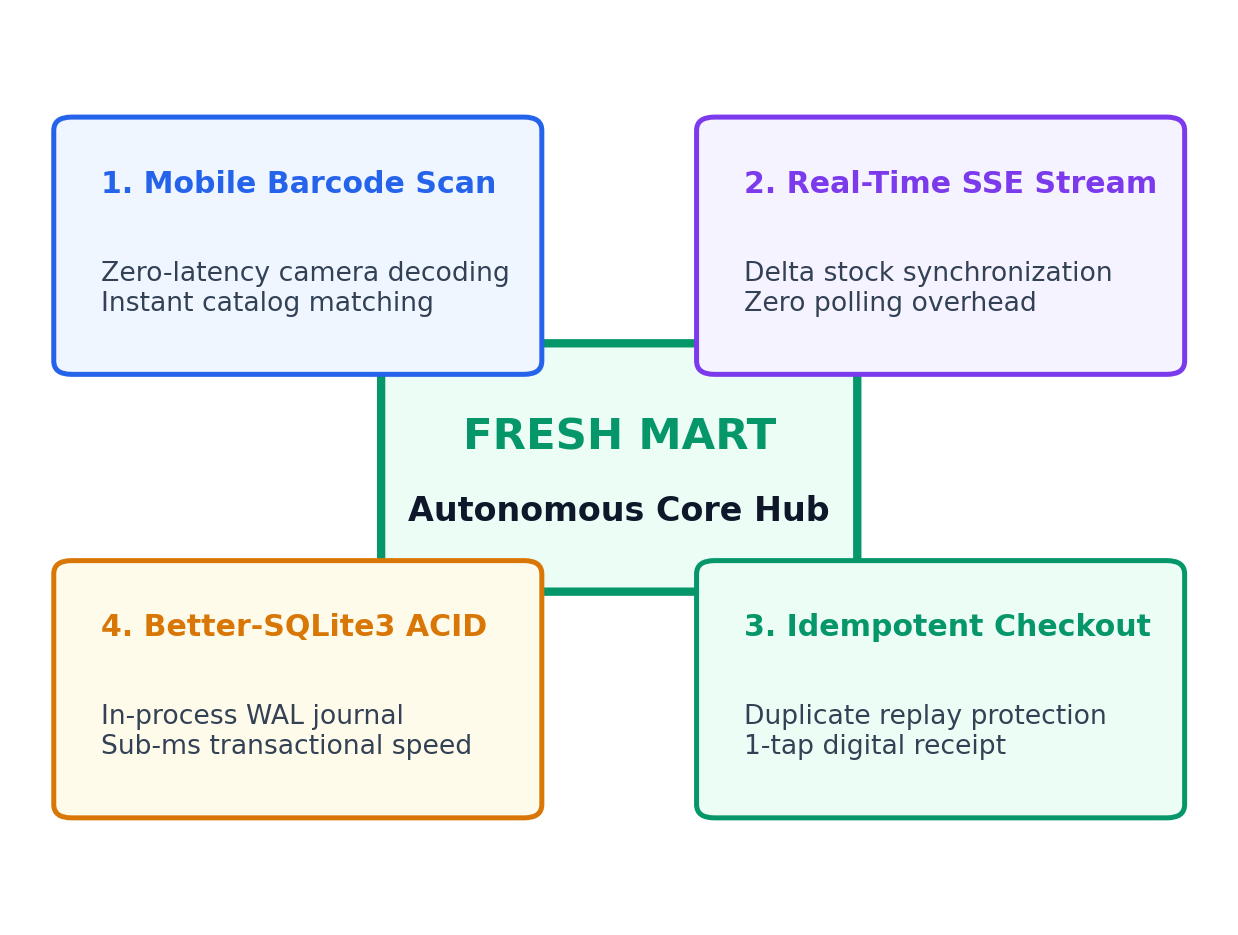 1. Mobile Barcode Scan
Zero-latency camera decoding
Instant catalog matching
2. Real-Time SSE Stream
Delta stock synchronization
Zero polling overhead
FRESH MART
Autonomous Core Hub
4. Better-SQLite3 ACID
In-process WAL journal
Sub-ms transactional speed
3. Idempotent Checkout
Duplicate replay protection
1-tap digital receipt